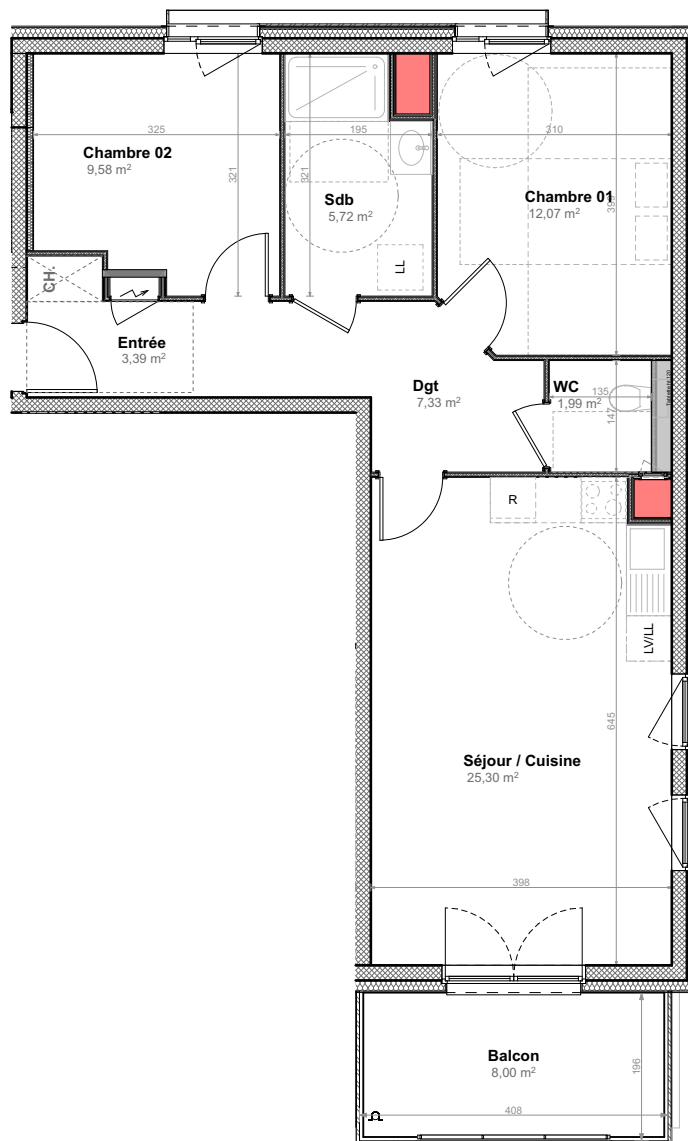 325
195
310
Chambre 02
9,58 m²
321
321
Sdb
5,72 m²
Chambre 01
12,07 m²
LL
CH
Entrée
3,39 m²
Dgt
7,33 m²
WC
1,99 m²
135
147
R
LV/LL
645
Séjour / Cuisine
25,30 m²
398
Balcon
8,00 m²
196
408